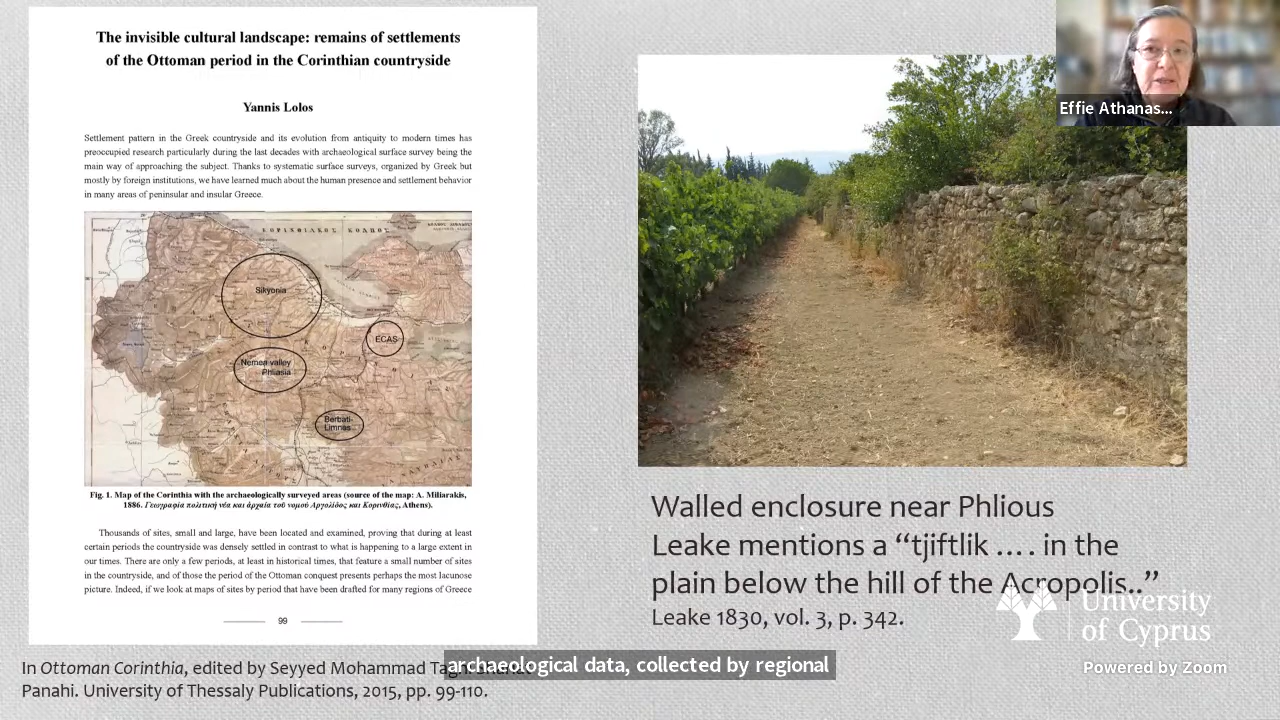 The invisible cultural landscape: remains of settlements
of the Ottoman period in the Corinthian countryside
Yannis Lolos
Settlement pattern in the Greek countryside and its evolution from antiquity to modern times has
preoccupied research particularly during the last decades with archaeological surface survey being the
main way of approaching the subject. Thanks to systematic surface surveys, organized by Greek but
mostly by foreign institutions, we have learned much about the human presence and settlement behavior
in many areas of peninsular and insular Greece.
Sikyonia
ECAS
Nemea valley
Phliasia
Berbati-
Limnes
Fig. 1. Map of the Corinthia with the archaeologically surveyed areas (source of the map: A. Miliarakis,
1886. Γεωγραφία πολιτική νέα και ἀρχαία τοῦ νομοῦ Ἀργολίδος και Κορινθίας, Athens).
Thousands of sites, small and large, have been located and examined, proving that during at least
certain periods the countryside was densely settled in contrast to what is happening to a large extent in
our times. There are only a few periods, at least in historical times, that feature a small number of sites
in the countryside, and of those the period of the Ottoman conquest presents perhaps the most lacunose
picture. Indeed, if we look at maps of sites by period that have been drafted for many regions of Greece
99
In Ottoman Corinthia, edited by Seyyed Mohammad
Panahi. University of Thessaly Publications, 2015, pp. 99-110.
Effie Athanas...
Walled enclosure near Phlious
Leake mentions a “tjiftlik …. in the
plain below the hill of the Acropolis..”
Leake 1830, vol. 3, p. 342.
University
of Cyprus
Powered by Zoom
archaeological data, collected by regional